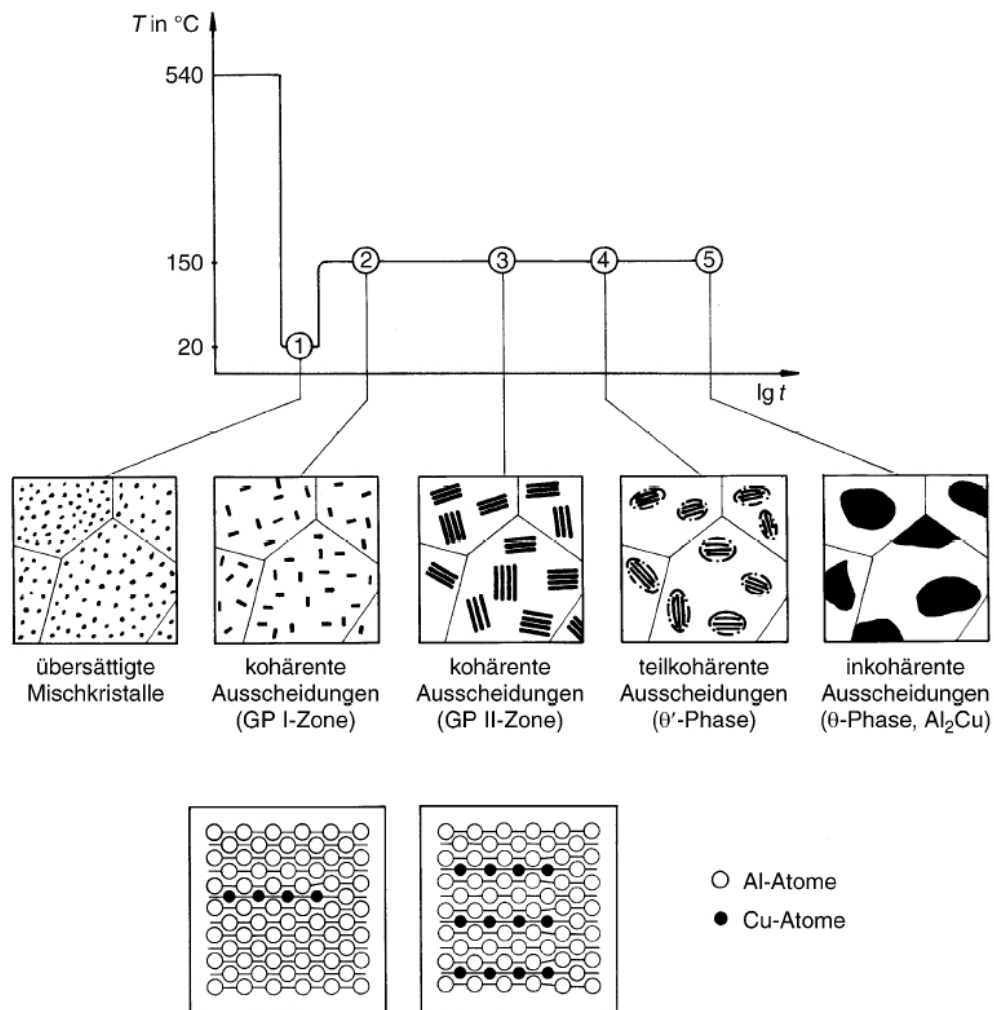 T in °C
540
150
20
1
2
3
4
5
lg t
übersättigte
Mischkristalle
kohärente
Ausscheidungen
(GP I-Zone)
kohärente
Ausscheidungen
(GP II-Zone)
teilkohärente
Ausscheidungen
(θ′-Phase)
inkohärente
Ausscheidungen
(θ-Phase, Al₂Cu)
Al-Atome
Cu-Atome